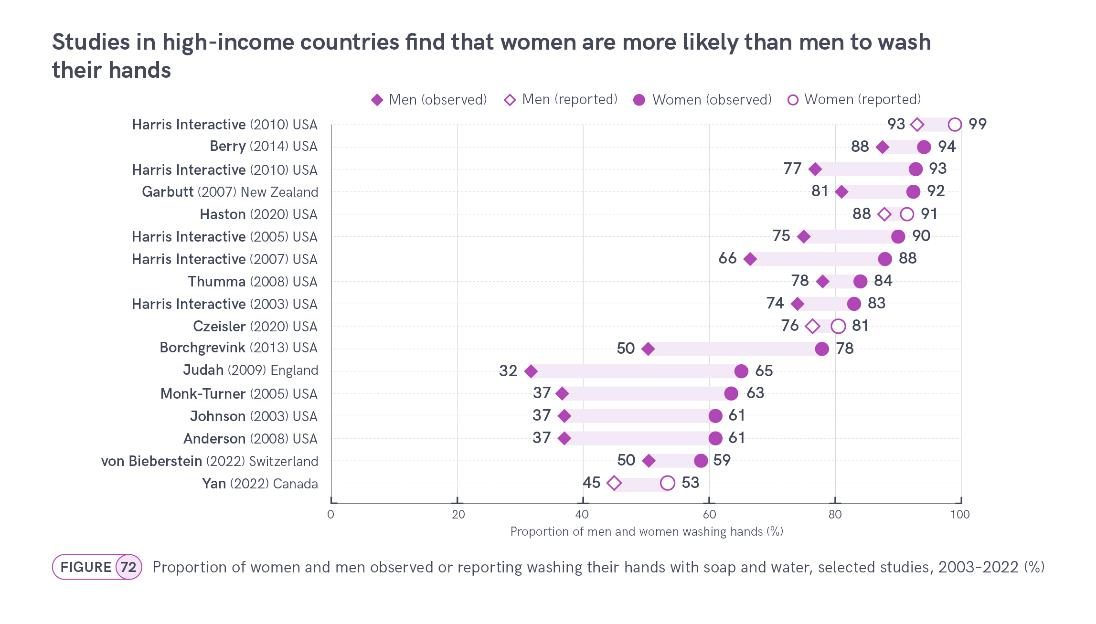 Studies in high-income countries find that women are more likely than men to wash
their hands
Men (observed) Men (reported) Women (observed) Women (reported)
Harris Interactive (2010) USA 93 99
Berry (2014) USA 88 94
Harris Interactive (2010) USA 77 93
Garbutt (2007) New Zealand 81 92
Haston (2020) USA 88 91
Harris Interactive (2005) USA 75 90
Harris Interactive (2007) USA 66 88
Thumma (2008) USA 78 84
Harris Interactive (2003) USA 74 83
Czeisler (2020) USA 76 81
Borchgrevink (2013) USA 50 78
Judah (2009) England 32 65
Monk-Turner (2005) USA 37 63
Johnson (2003) USA 37 61
Anderson (2008) USA 37 61
von Bieberstein (2022) Switzerland 50 59
Yan (2022) Canada 45 53
0 20 40 60 80 100
Proportion of men and women washing hands (%)
FIGURE 72 Proportion of women and men observed or reporting washing their hands with soap and water, selected studies, 2003–2022 (%)